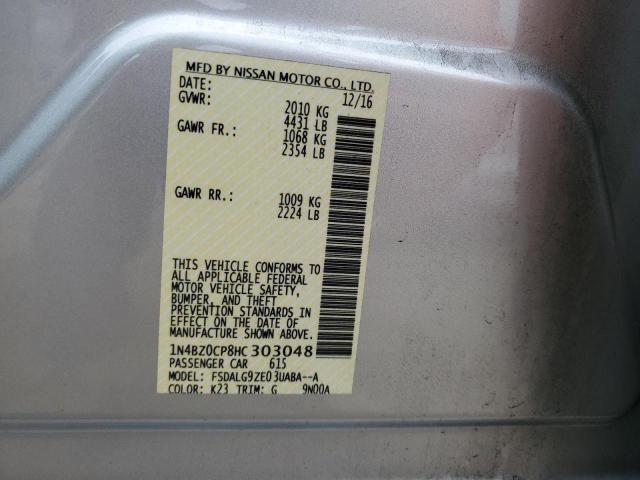 MFD BY NISSAN MOTOR CO., LTD.
DATE: 12/16
GVWR: 2010 KG
4431 LB
GAWR FR.: 1068 KG
2354 LB
GAWR RR.: 1009 KG
2224 LB
THIS VEHICLE CONFORMS TO
ALL APPLICABLE FEDERAL
MOTOR VEHICLE SAFETY,
BUMPER, AND THEFT
PREVENTION STANDARDS IN
EFFECT ON THE DATE OF
MANUFACTURE SHOWN ABOVE.
1N4BZ0CP8HC303048
PASSENGER CAR 615
MODEL: FSDALG9ZE03UABA--A
COLOR: K23 TRIM: G 9N00A